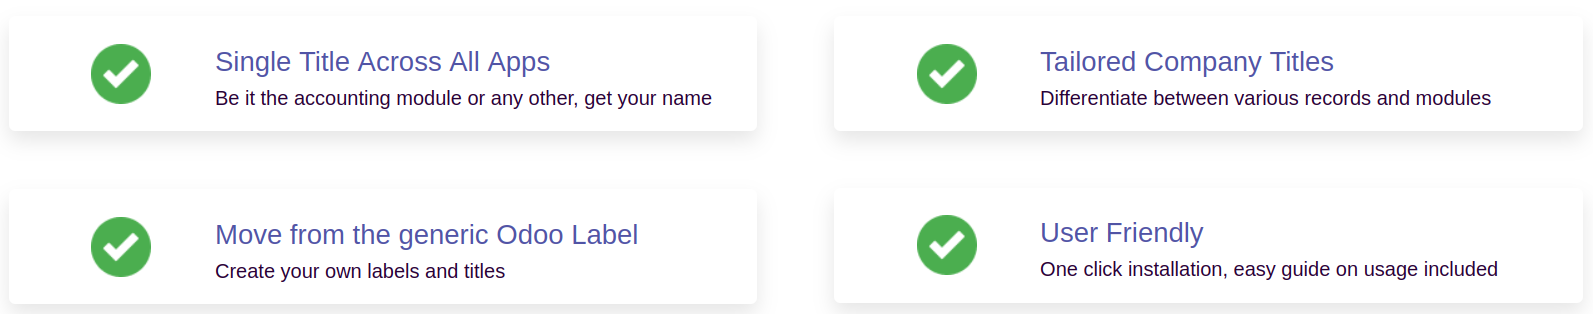 Single Title Across All Apps
Be it the accounting module or any other, get your name
Tailored Company Titles
Differentiate between various records and modules
Move from the generic Odoo Label
Create your own labels and titles
User Friendly
One click installation, easy guide on usage included